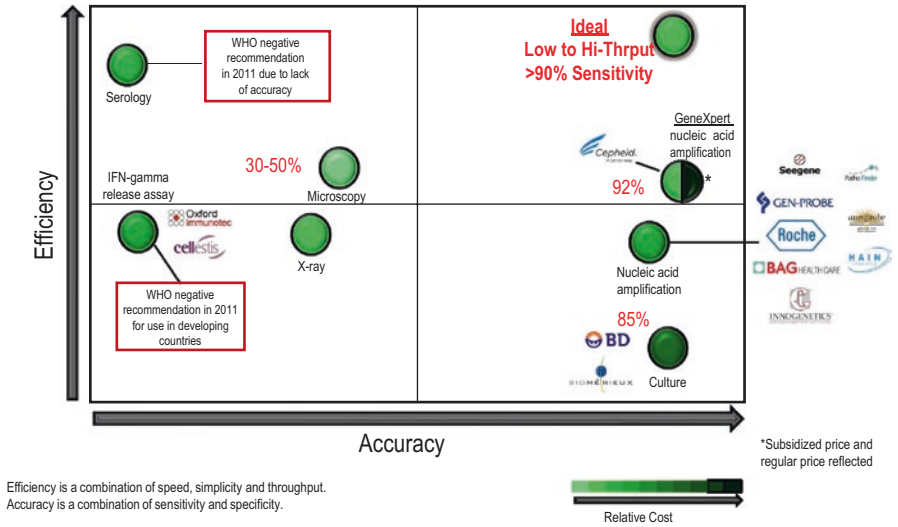 Ideal
Low to Hi-Thrput
>90% Sensitivity
WHO negative
recommendation
in 2011 due to lack
of accuracy
Serology
GeneXpert
nucleic acid
amplification
Cepheid.
92%
*
30-50%
Microscopy
IFN-gamma
release assay
Oxford
Immunotec
cellestis
X-ray
WHO negative
recommendation in 2011
for use in developing
countries
Nucleic acid
amplification
Seegene
PathoFinder
GEN-PROBE
Roche
HAIN
BAG HEALTH CARE
INNOGENETICS
85%
BD
BIOMÉRIEUX
Culture
Efficiency
Accuracy
*Subsidized price and
regular price reflected
Efficiency is a combination of speed, simplicity and throughput.
Accuracy is a combination of sensitivity and specificity.
Relative Cost